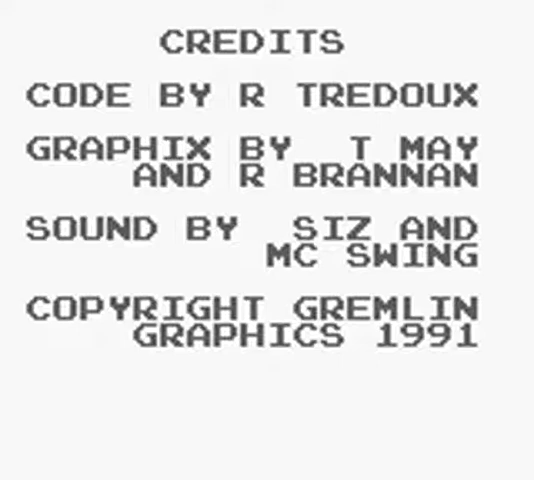 CREDITS
CODE BY R TREDOUX
GRAPHIX BY T MAY
AND R BRANNAN
SOUND BY SIZ AND
MC SWING
COPYRIGHT GREMLIN
GRAPHICS 1991